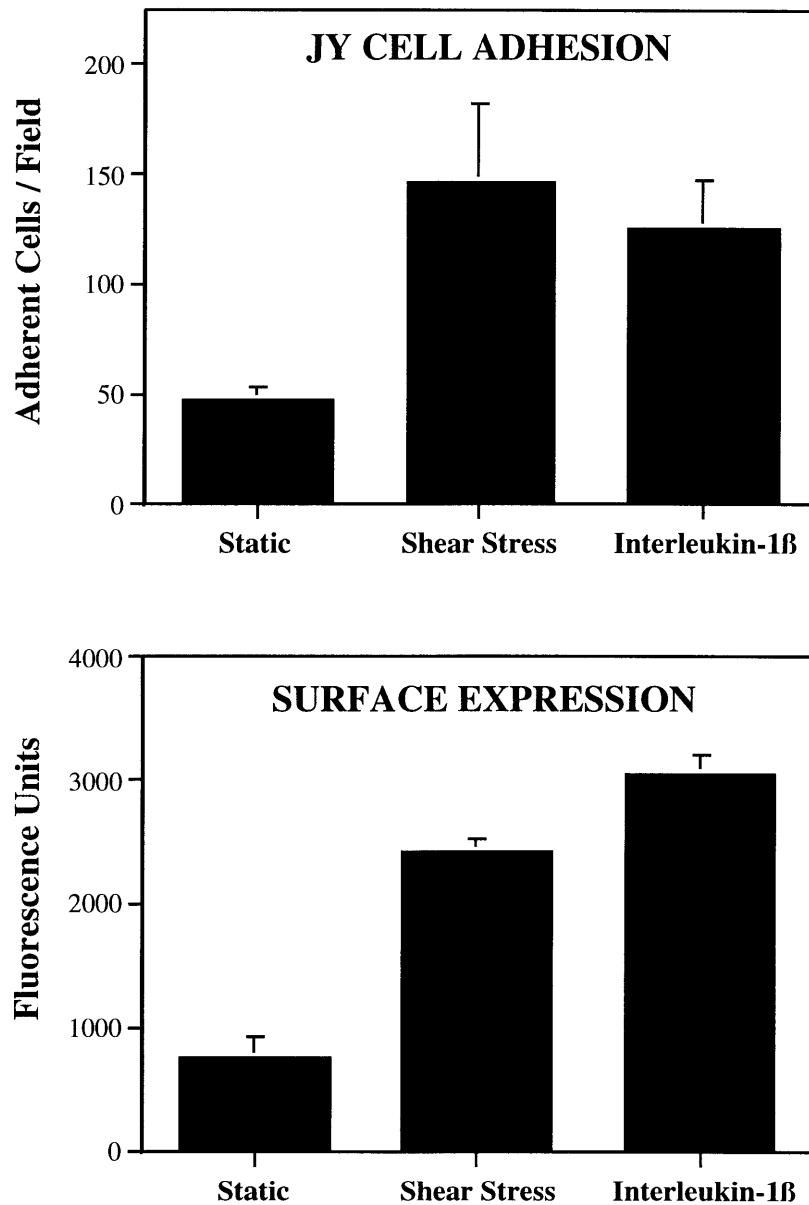 JY CELL ADHESION
Adherent Cells / Field
200
150
100
50
0
Static Shear Stress Interleukin-1ß
SURFACE EXPRESSION
Fluorescence Units
4000
3000
2000
1000
0
Static Shear Stress Interleukin-1ß